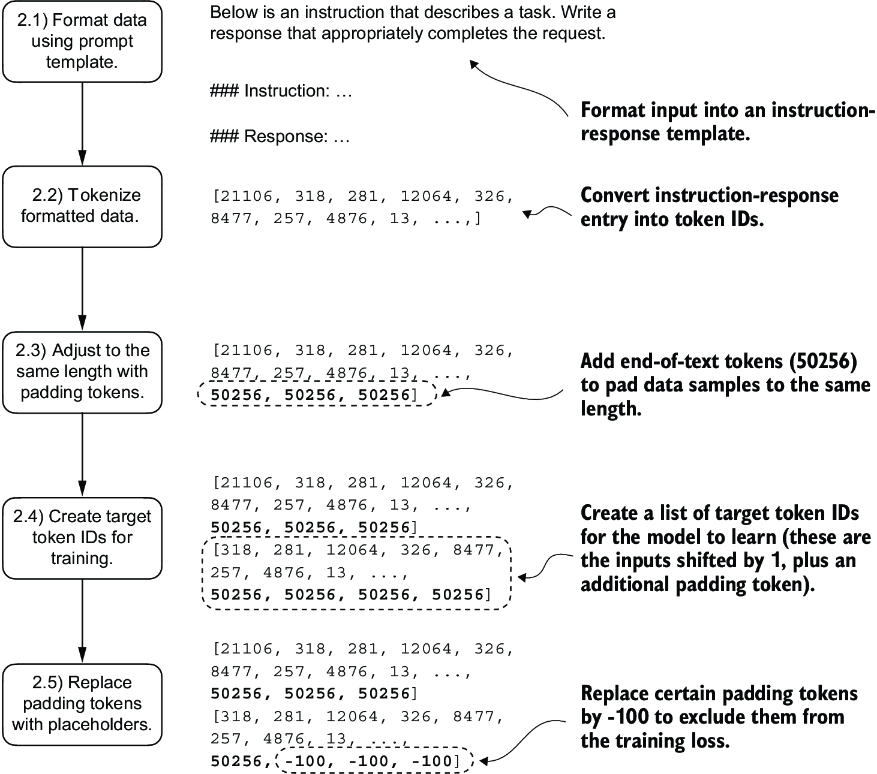 2.1) Format data
using prompt
template.
Below is an instruction that describes a task. Write a
response that appropriately completes the request.
### Instruction: …
### Response: …
Format input into an instruction-
response template.
2.2) Tokenize
formatted data.
[21106, 318, 281, 12064, 326,
8477, 257, 4876, 13, ...,]
Convert instruction-response
entry into token IDs.
2.3) Adjust to the
same length with
padding tokens.
[21106, 318, 281, 12064, 326,
8477, 257, 4876, 13, ...,
50256, 50256, 50256]
Add end-of-text tokens (50256)
to pad data samples to the same
length.
2.4) Create target
token IDs for
training.
[21106, 318, 281, 12064, 326,
8477, 257, 4876, 13, ...,
50256, 50256, 50256]
[318, 281, 12064, 326, 8477,
257, 4876, 13, ...,
50256, 50256, 50256, 50256]
Create a list of target token IDs
for the model to learn (these are
the inputs shifted by 1, plus an
additional padding token).
2.5) Replace
padding tokens
with placeholders.
[21106, 318, 281, 12064, 326,
8477, 257, 4876, 13, ...,
50256, 50256, 50256]
[318, 281, 12064, 326, 8477,
257, 4876, 13, ...,
50256, -100, -100, -100]
Replace certain padding tokens
by -100 to exclude them from
the training loss.